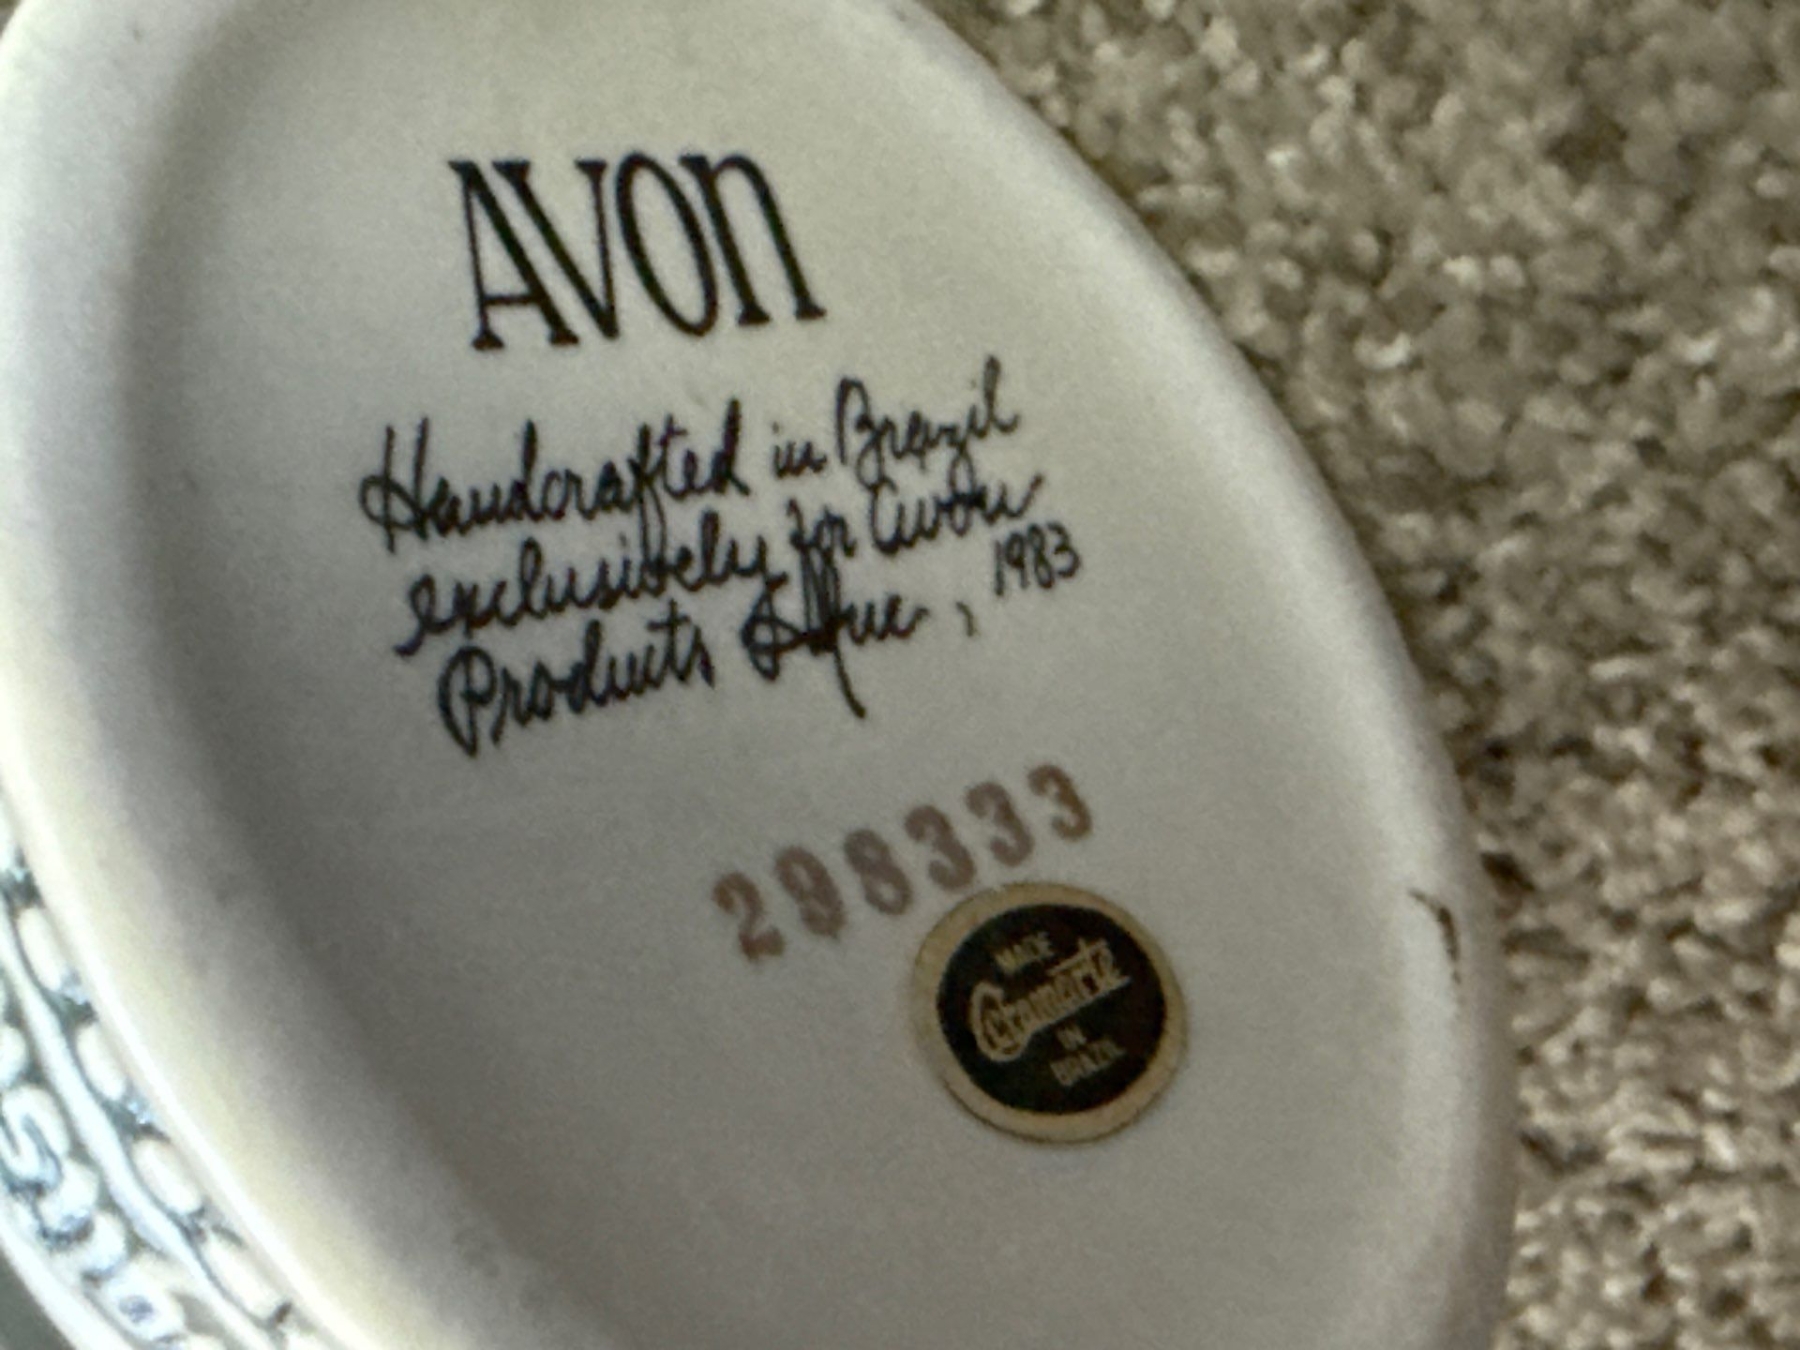 AVON
Handcrafted in Brazil
exclusively for Avon
Products Inc , 1983
298333
MADE
Ceramarte
IN
BRAZIL